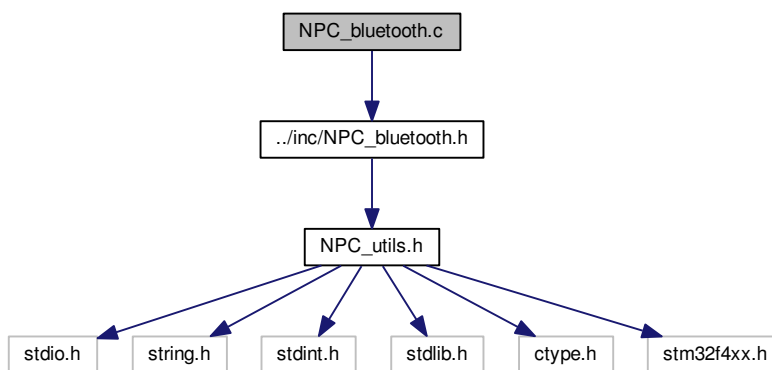 NPC_bluetooth.c
../inc/NPC_bluetooth.h
NPC_utils.h
stdio.h
string.h
stdint.h
stdlib.h
ctype.h
stm32f4xx.h